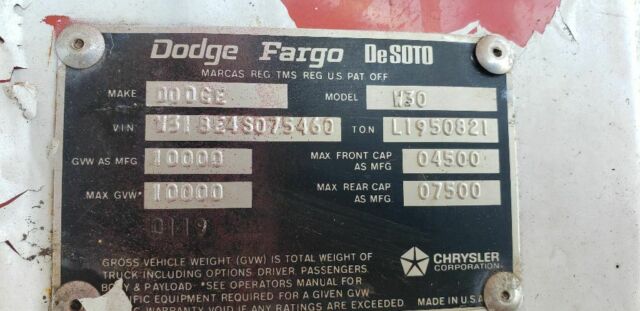 Dodge Fargo DeSOTO
MARCAS REG TMS REG U.S PAT OFF
MAKE DODGE MODEL W30
VIN W31BE4S075460 T.O.N L1950821
GVW AS MFG 10000 MAX FRONT CAP AS MFG 04500
MAX GVW* 10000 MAX REAR CAP AS MFG 07500
0119
GROSS VEHICLE WEIGHT (GVW) IS TOTAL WEIGHT OF
TRUCK INCLUDING OPTIONS, DRIVER, PASSENGERS,
BODY & PAYLOAD *SEE OPERATORS MANUAL FOR
EQUIPMENT REQUIRED FOR A GIVEN GVW
WARRANTY VOID IF ANY RATINGS ARE EXCEEDED
CHRYSLER
CORPORATION
MADE IN U.S.A